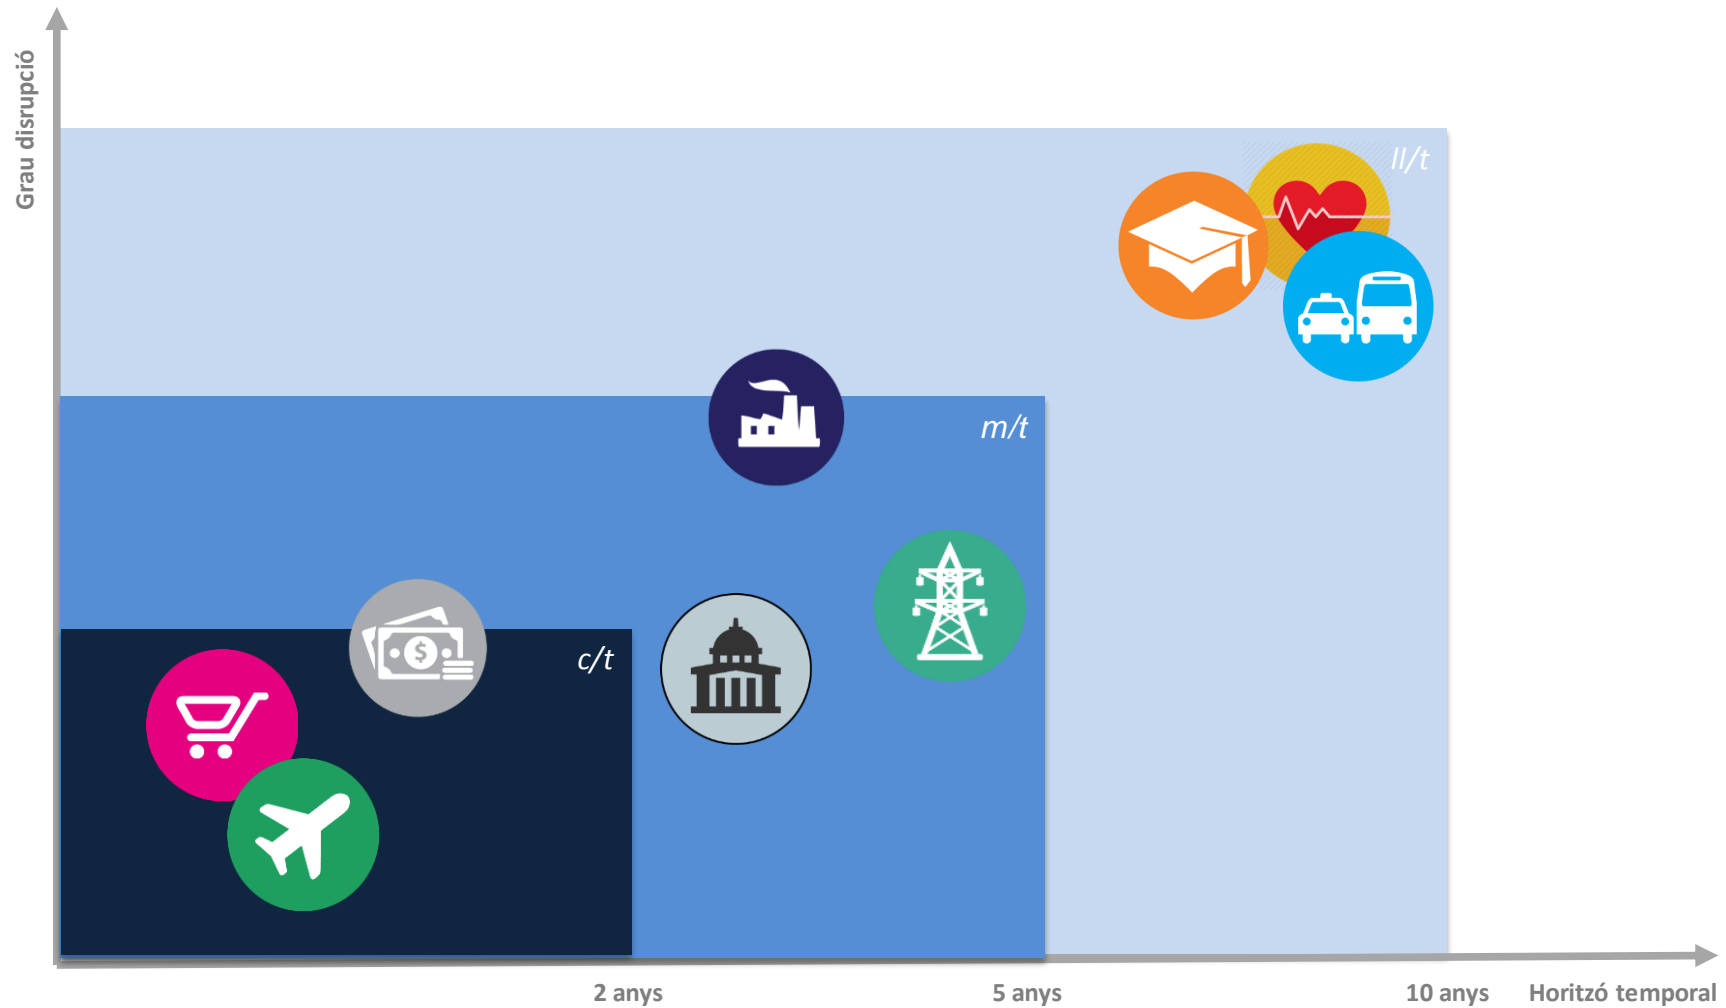 Grau disrupció
ll/t
m/t
c/t
$
2 anys
5 anys
10 anys
Horitzó temporal